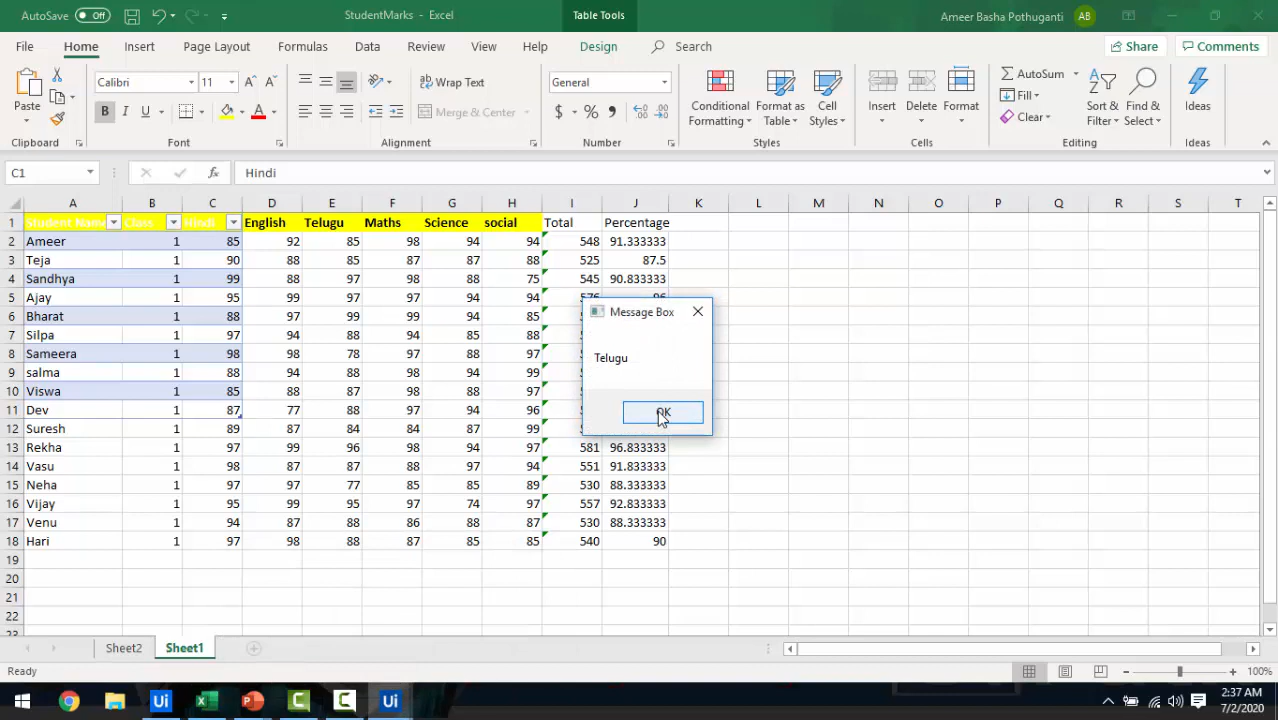 AutoSave Off StudentMarks - Excel Table Tools Ameer Basha Pothuganti AB
File Home Insert Page Layout Formulas Data Review View Help Design Search Share Comments
Paste Calibri 11 Wrap Text General Conditional Formatting Format as Table Cell Styles Insert Delete Format AutoSum Fill Clear Sort & Filter Find & Select Ideas
B I U Merge & Center $ % ,
Clipboard Font Alignment Number Styles Cells Editing Ideas
C1 fx Hindi
A B C D E F G H I J K L M N O P Q R S T
1 Student Name Class Hindi English Telugu Maths Science social Total Percentage
2 Ameer 1 85 92 85 98 94 94 548 91.333333
3 Teja 1 90 88 85 87 87 88 525 87.5
4 Sandhya 1 99 88 97 98 88 75 545 90.833333
5 Ajay 1 95 99 97 97 94 94
6 Bharat 1 88 97 99 99 94 85
7 Silpa 1 97 94 88 94 85 88
8 Sameera 1 98 98 78 97 88 97
9 salma 1 88 94 88 98 94 99
10 Viswa 1 85 88 87 98 88 97
11 Dev 1 87 77 88 97 94 96
12 Suresh 1 89 87 84 84 87 99
13 Rekha 1 97 99 96 98 94 97 581 96.833333
14 Vasu 1 98 87 87 88 97 94 551 91.833333
15 Neha 1 97 97 77 85 85 89 530 88.333333
16 Vijay 1 95 99 95 97 74 97 557 92.833333
17 Venu 1 94 87 88 86 88 87 530 88.333333
18 Hari 1 97 98 88 87 85 85 540 90
19
20
21
22
23
Message Box
Telugu
OK
Sheet2 Sheet1
Ready 100%
Ui Ui 2:37 AM
7/2/2020